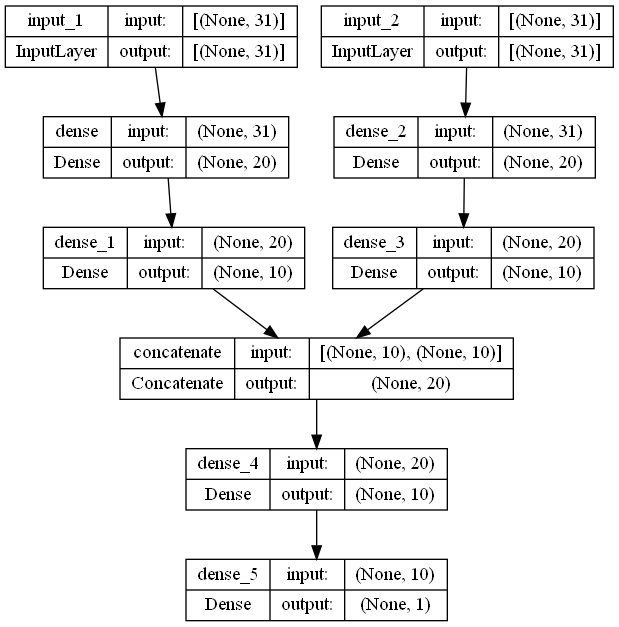 input_1 input: [(None, 31)]
InputLayer output: [(None, 31)]
input_2 input: [(None, 31)]
InputLayer output: [(None, 31)]
dense input: (None, 31)
Dense output: (None, 20)
dense_2 input: (None, 31)
Dense output: (None, 20)
dense_1 input: (None, 20)
Dense output: (None, 10)
dense_3 input: (None, 20)
Dense output: (None, 10)
concatenate input: [(None, 10), (None, 10)]
Concatenate output: (None, 20)
dense_4 input: (None, 20)
Dense output: (None, 10)
dense_5 input: (None, 10)
Dense output: (None, 1)